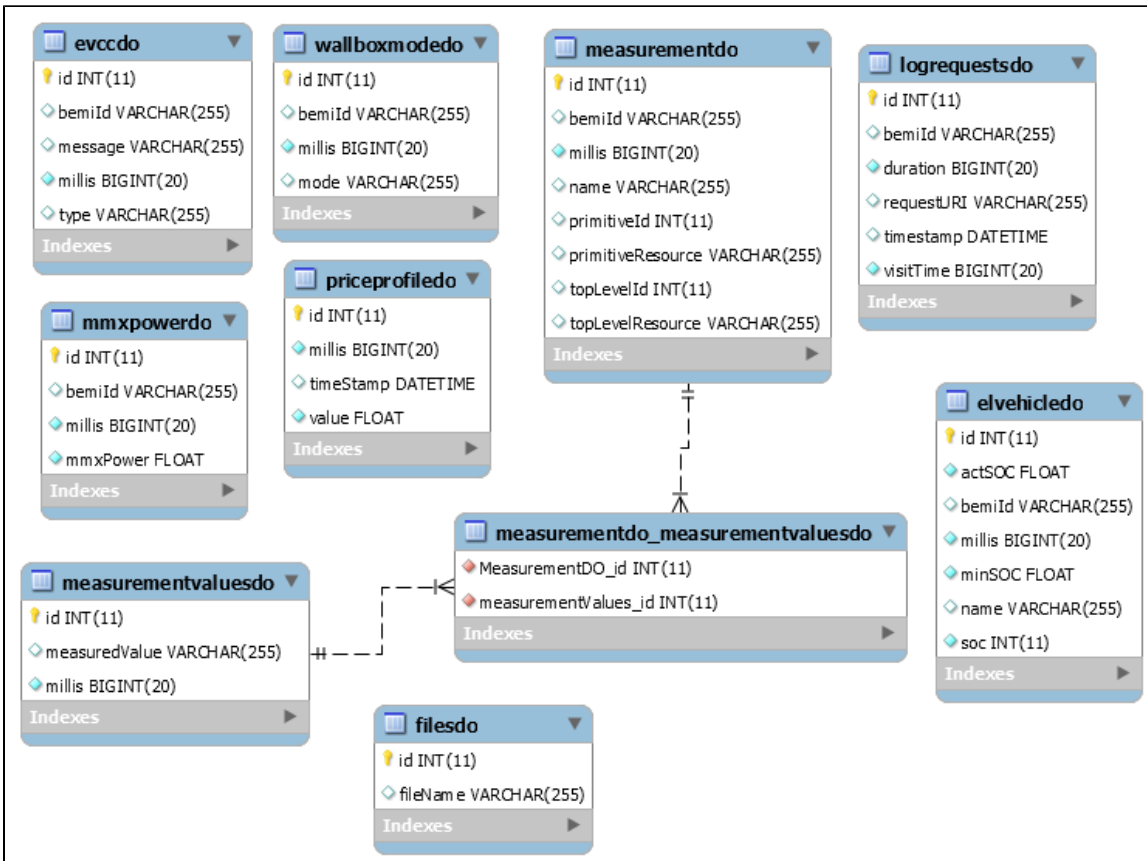 evccdo
id INT(11)
bemiId VARCHAR(255)
message VARCHAR(255)
millis BIGINT(20)
type VARCHAR(255)
Indexes
wallboxmodedo
id INT(11)
bemiId VARCHAR(255)
millis BIGINT(20)
mode VARCHAR(255)
Indexes
measurementdo
id INT(11)
bemiId VARCHAR(255)
millis BIGINT(20)
name VARCHAR(255)
primitiveId INT(11)
primitiveResource VARCHAR(255)
topLevelId INT(11)
topLevelResource VARCHAR(255)
Indexes
logrequestsdo
id INT(11)
bemiId VARCHAR(255)
duration BIGINT(20)
requestURI VARCHAR(255)
timestamp DATETIME
visitTime BIGINT(20)
Indexes
mmxpowerdo
id INT(11)
bemiId VARCHAR(255)
millis BIGINT(20)
mmxPower FLOAT
Indexes
priceprofiledo
id INT(11)
millis BIGINT(20)
timeStamp DATETIME
value FLOAT
Indexes
elvehicledo
id INT(11)
actSOC FLOAT
bemiId VARCHAR(255)
millis BIGINT(20)
minSOC FLOAT
name VARCHAR(255)
soc INT(11)
Indexes
measurementdo_measurementvaluesdo
MeasurementDO_id INT(11)
measurementValues_id INT(11)
Indexes
measurementvaluesdo
id INT(11)
measuredValue VARCHAR(255)
millis BIGINT(20)
Indexes
filesdo
id INT(11)
fileName VARCHAR(255)
Indexes